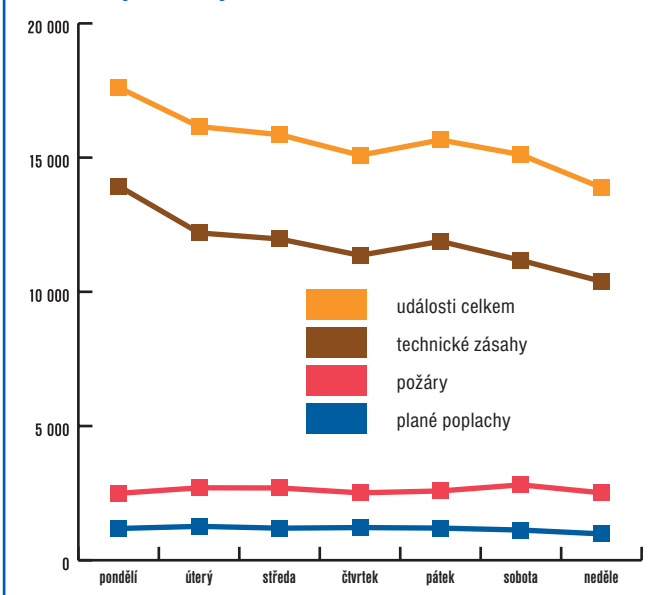 20 000
15 000
10 000
5 000
0
události celkem
technické zásahy
požáry
plané poplachy
pondělí úterý středa čtvrtek pátek sobota neděle